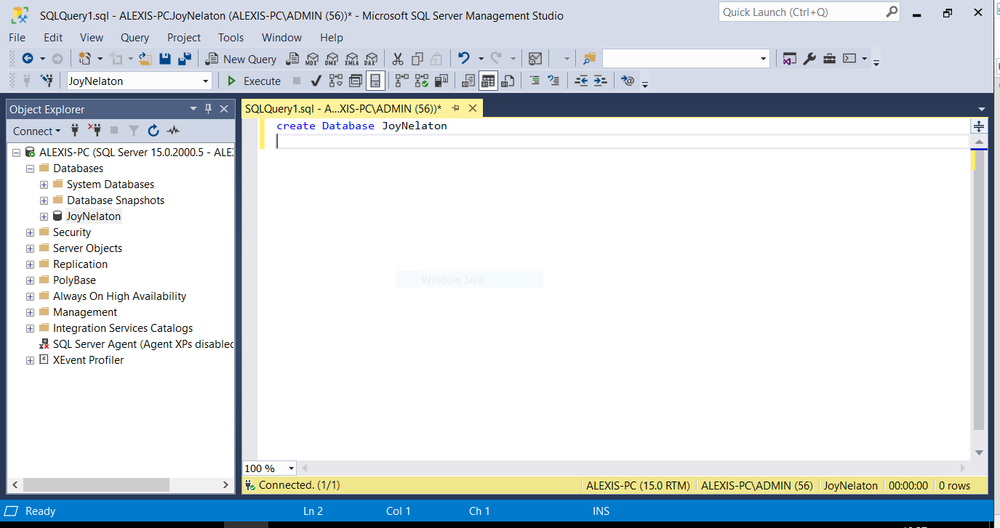 SQLQuery1.sql - ALEXIS-PC.JoyNelaton (ALEXIS-PC\ADMIN (56))* - Microsoft SQL Server Management Studio
Quick Launch (Ctrl+Q)
File Edit View Query Project Tools Window Help
New Query MDX DMX XMLA DAX
JoyNelaton Execute
Object Explorer
SQLQuery1.sql - A...XIS-PC\ADMIN (56))*
Connect
create Database JoyNelaton
ALEXIS-PC (SQL Server 15.0.2000.5 - ALE
Databases
System Databases
Database Snapshots
JoyNelaton
Security
Server Objects
Replication
PolyBase
Window Snip
Always On High Availability
Management
Integration Services Catalogs
SQL Server Agent (Agent XPs disabled
XEvent Profiler
100 %
Connected. (1/1) ALEXIS-PC (15.0 RTM) ALEXIS-PC\ADMIN (56) JoyNelaton 00:00:00 0 rows
Ready Ln 2 Col 1 Ch 1 INS